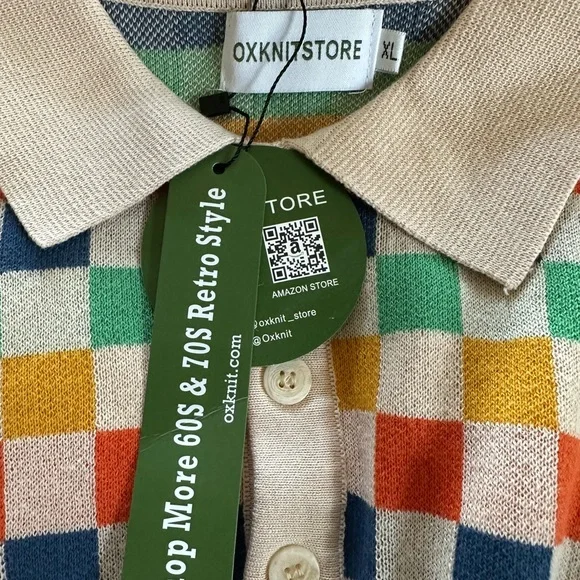 OXKNITSTORE
XL
TORE
AMAZON STORE
@oxknit_store
@Oxknit
op More 60S & 70S Retro Style
oxknit.com